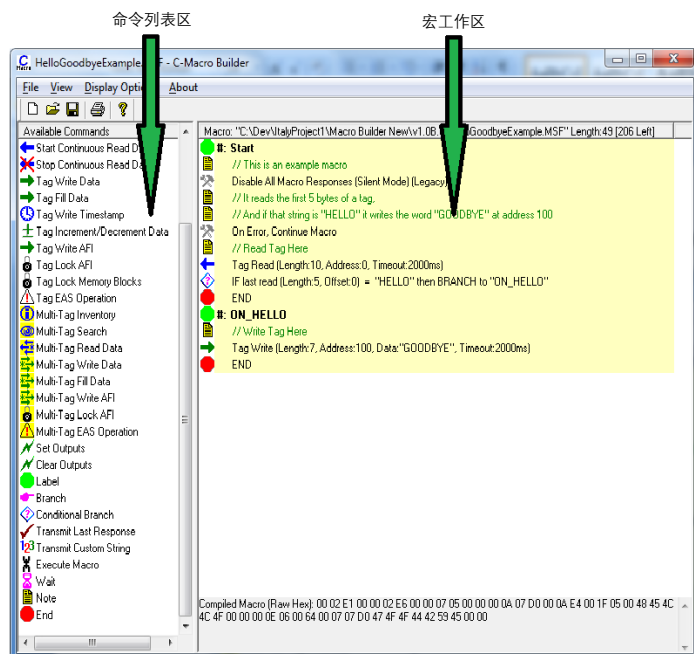 命令列表区
宏工作区
HelloGoodbyeExample.MSF - C-Macro Builder
File View Display Options About
Available Commands
Start Continuous Read
Stop Continuous Read
Tag Write Data
Tag Fill Data
Tag Write Timestamp
Tag Increment/Decrement Data
Tag Write AFI
Tag Lock AFI
Tag Lock Memory Blocks
Tag EAS Operation
Multi-Tag Inventory
Multi-Tag Search
Multi-Tag Read Data
Multi-Tag Write Data
Multi-Tag Fill Data
Multi-Tag Write AFI
Multi-Tag Lock AFI
Multi-Tag EAS Operation
Set Outputs
Clear Outputs
Label
Branch
Conditional Branch
Transmit Last Response
Transmit Custom String
Execute Macro
Wait
Note
End
Macro: "C:\Dev\ItalyProject1\Macro Builder New\v1.0B. GoodbyeExample.MSF" Length:49 [206 Left]
#: Start
// This is an example macro
Disable All Macro Responses (Silent Mode) (Legacy)
// It reads the first 5 bytes of a tag,
// And if that string is "HELLO" it writes the word "GOODBYE" at address 100
On Error, Continue Macro
// Read Tag Here
Tag Read (Length:10, Address:0, Timeout:2000ms)
IF last read (Length:5, Offset:0) = "HELLO" then BRANCH to "ON_HELLO"
END
#: ON_HELLO
// Write Tag Here
Tag Write (Length:7, Address:100, Data:"GOODBYE", Timeout:2000ms)
END
Compiled Macro (Raw Hex): 00 02 E1 00 00 02 E6 00 00 07 05 00 00 00 0A 07 D0 00 0A E4 00 1F 05 00 48 45 4C
4C 4F 00 00 00 0E 06 00 64 00 07 07 D0 47 4F 4F 44 42 59 45 00 00